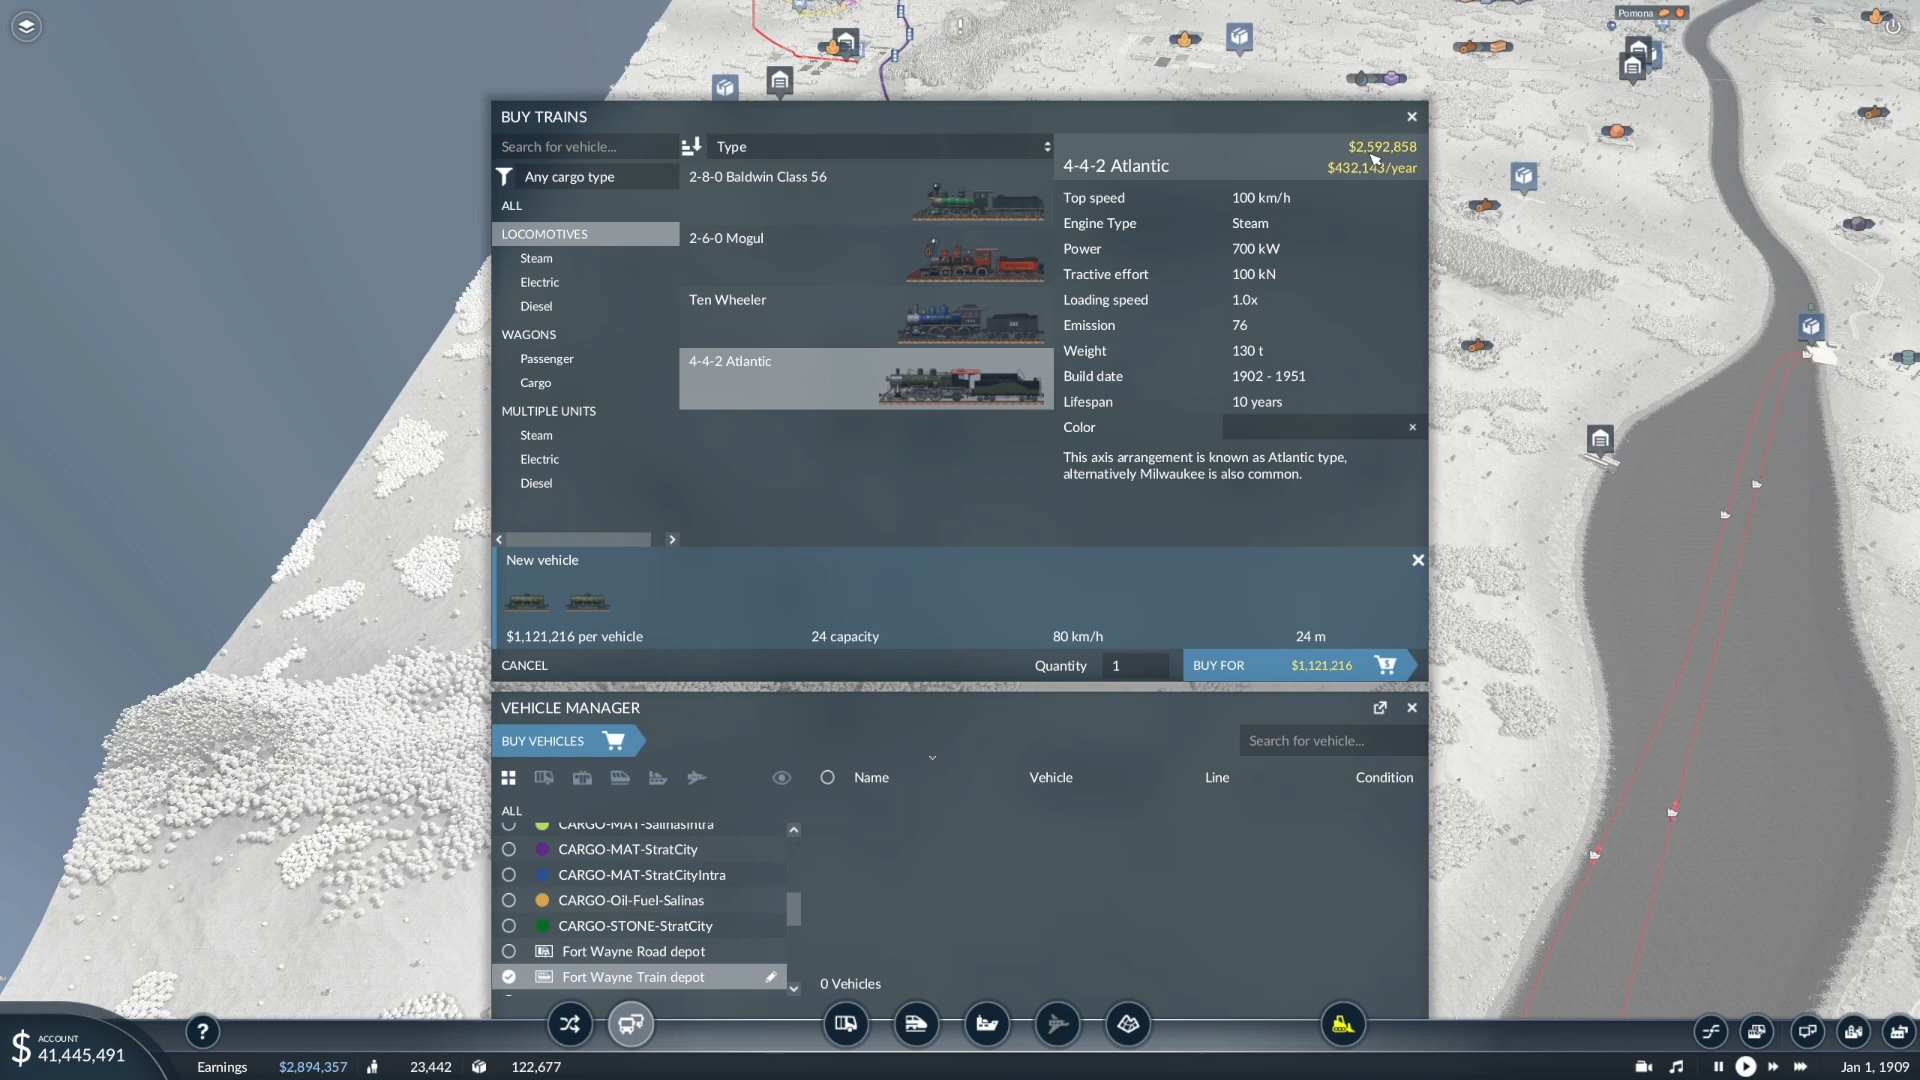 Pomona
BUY TRAINS
Search for vehicle...
Type
Any cargo type
ALL
LOCOMOTIVES
Steam
Electric
Diesel
WAGONS
Passenger
Cargo
MULTIPLE UNITS
Steam
Electric
Diesel
2-8-0 Baldwin Class 56
2-6-0 Mogul
Ten Wheeler
4-4-2 Atlantic
$2,592,858
4-4-2 Atlantic
$432,143/year
Top speed 100 km/h
Engine Type Steam
Power 700 kW
Tractive effort 100 kN
Loading speed 1.0x
Emission 76
Weight 130 t
Build date 1902 - 1951
Lifespan 10 years
Color
This axis arrangement is known as Atlantic type,
alternatively Milwaukee is also common.
New vehicle
$1,121,216 per vehicle 24 capacity 80 km/h 24 m
CANCEL Quantity 1 BUY FOR $1,121,216
VEHICLE MANAGER
BUY VEHICLES
Search for vehicle...
Name Vehicle Line Condition
ALL
CARGO-MAT-SalinasIntra
CARGO-MAT-StratCity
CARGO-MAT-StratCityIntra
CARGO-Oil-Fuel-Salinas
CARGO-STONE-StratCity
Fort Wayne Road depot
Fort Wayne Train depot
0 Vehicles
$ ACCOUNT
41,445,491
?
Earnings $2,894,357 23,442 122,677
Jan 1, 1909